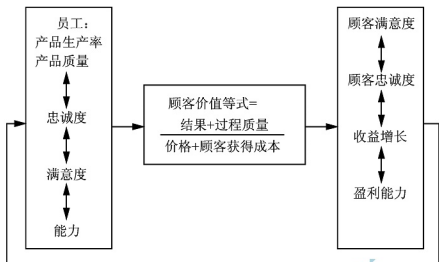 员工：
产品生产率
产品质量
忠诚度
满意度
能力
顾客价值等式=
结果+过程质量
价格+顾客获得成本
顾客满意度
顾客忠诚度
收益增长
盈利能力